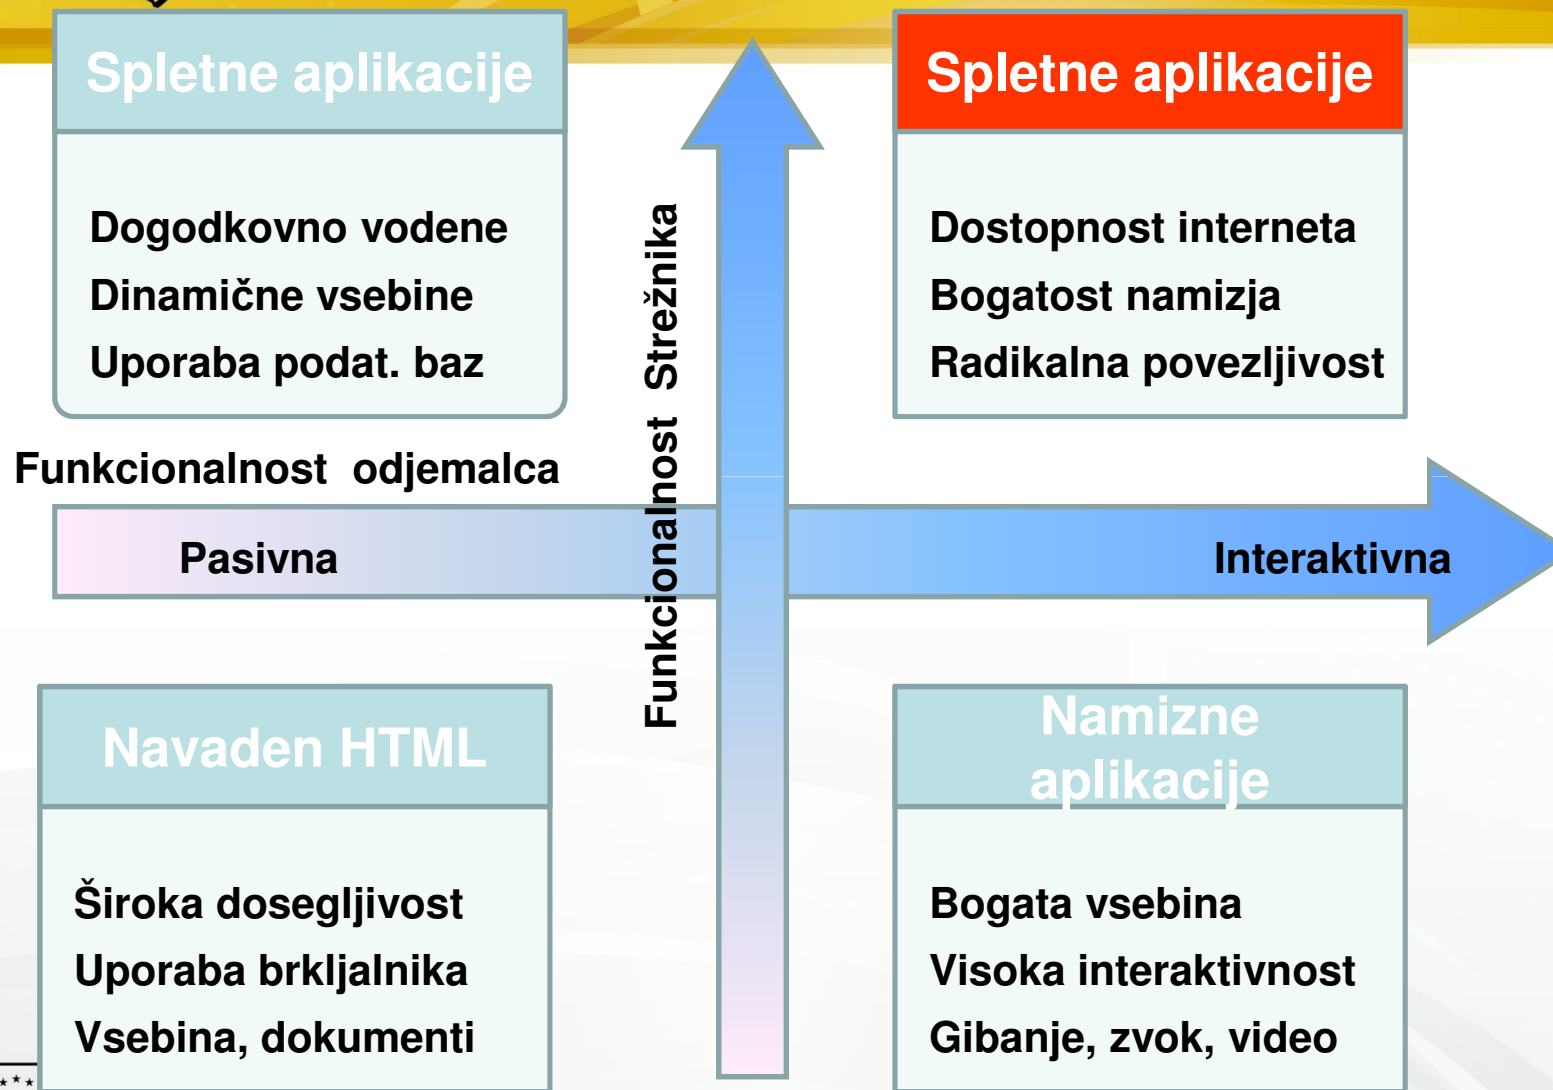 Spletne aplikacije
Dogodkovno vodene
Dinamične vsebine
Uporaba podat. baz
Spletne aplikacije
Dostopnost interneta
Bogatost namizja
Radikalna povezljivost
Funkcionalnost Strežnika
Funkcionalnost odjemalca
Pasivna
Interaktivna
Navaden HTML
Široka dosegljivost
Uporaba brkljalnika
Vsebina, dokumenti
Namizne
aplikacije
Bogata vsebina
Visoka interaktivnost
Gibanje, zvok, video